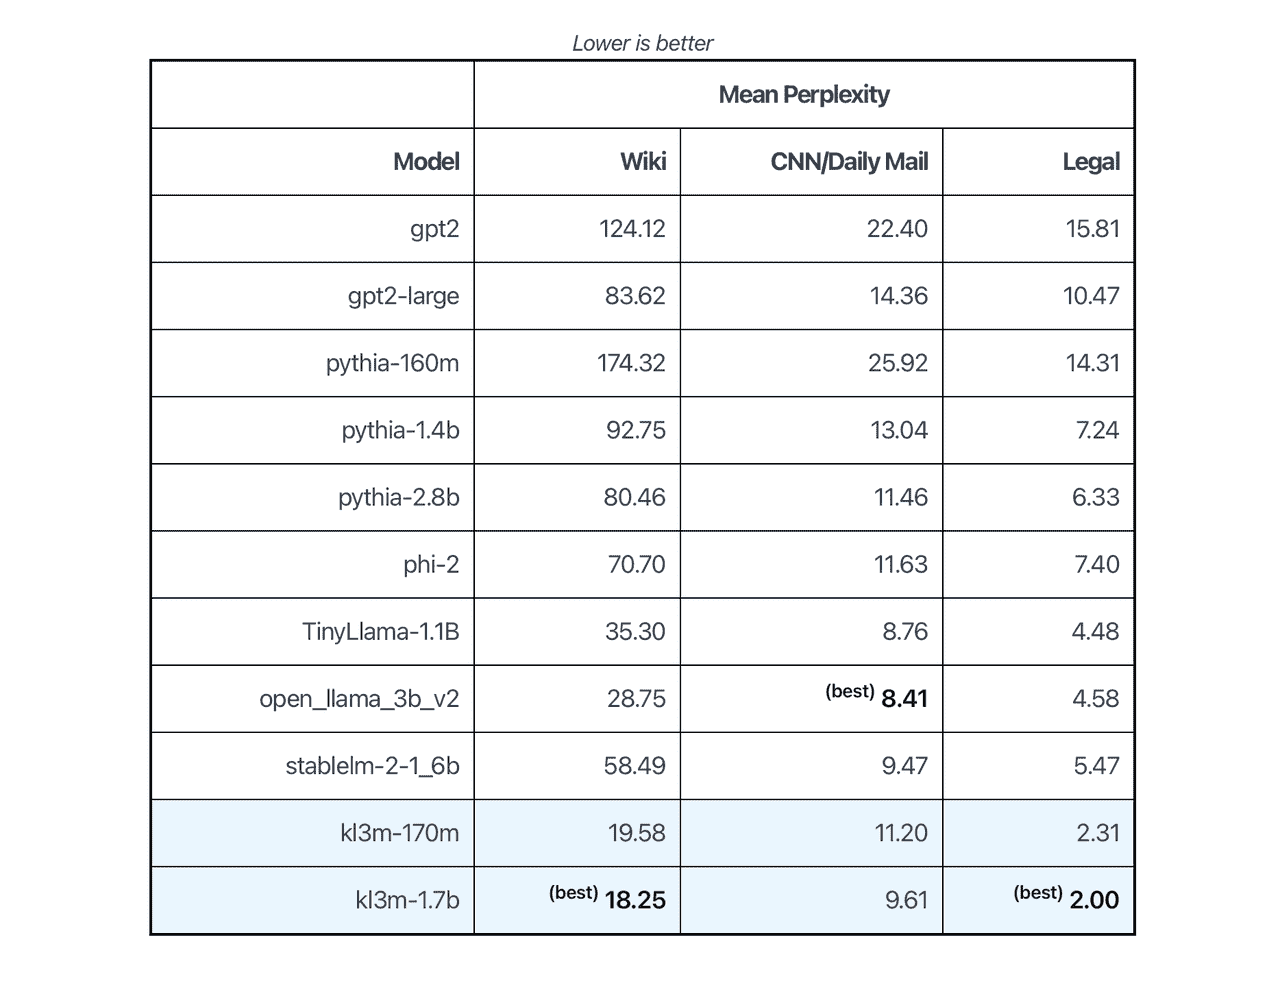 Lower is better
Mean Perplexity
Model Wiki CNN/Daily Mail Legal
gpt2 124.12 22.40 15.81
gpt2-large 83.62 14.36 10.47
pythia-160m 174.32 25.92 14.31
pythia-1.4b 92.75 13.04 7.24
pythia-2.8b 80.46 11.46 6.33
phi-2 70.70 11.63 7.40
TinyLlama-1.1B 35.30 8.76 4.48
open_llama_3b_v2 28.75 (best) 8.41 4.58
stablelm-2-1_6b 58.49 9.47 5.47
kl3m-170m 19.58 11.20 2.31
kl3m-1.7b (best) 18.25 9.61 (best) 2.00